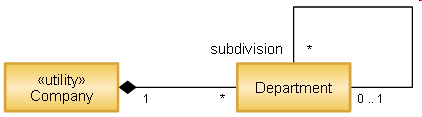 subdivision *
«utility»
Company
1
*
Department
0..1